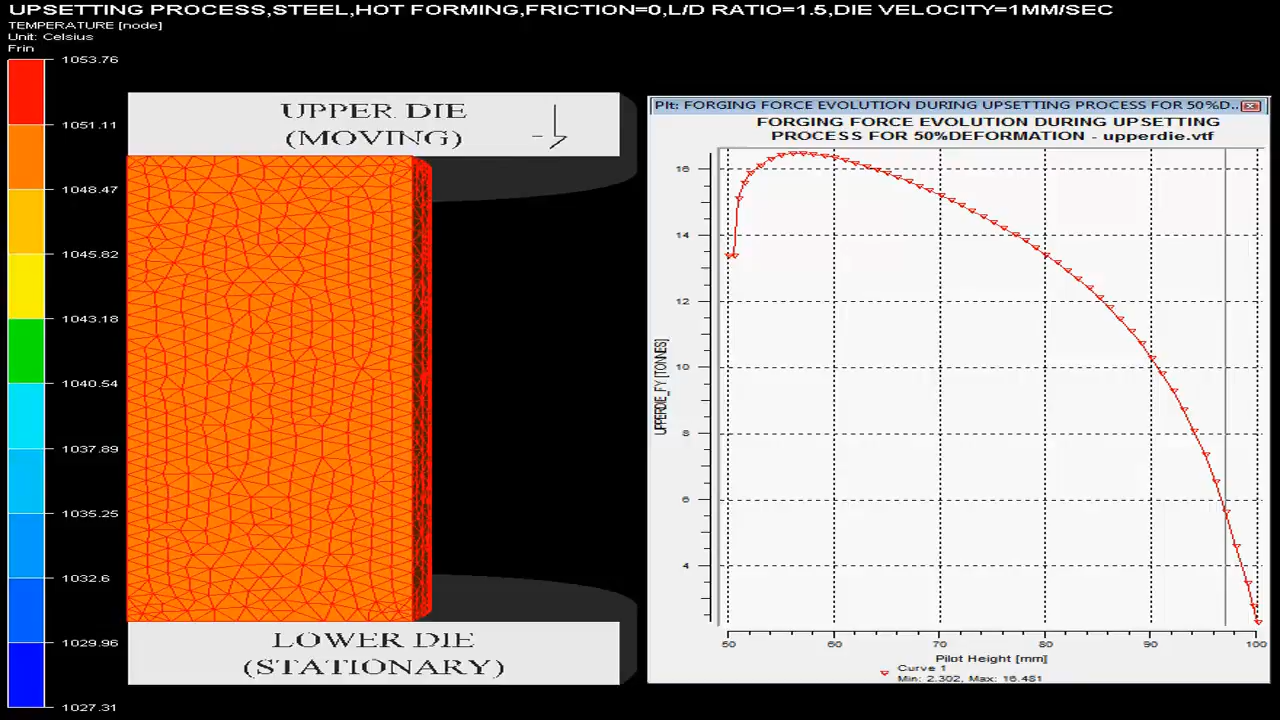 UPSETTING PROCESS,STEEL,HOT FORMING,FRICTION=0,L/D RATIO=1.5,DIE VELOCITY=1MM/SEC
TEMPERATURE [node]
Unit: Celsius
Frin
1053.76
1051.11
1048.47
1045.82
1043.18
1040.54
1037.89
1035.25
1032.6
1029.96
1027.31
UPPER DIE
(MOVING)
LOWER DIE
(STATIONARY)
Plt: FORGING FORCE EVOLUTION DURING UPSETTING PROCESS FOR 50%D..
FORGING FORCE EVOLUTION DURING UPSETTING
PROCESS FOR 50%DEFORMATION - upperdie.vtf
UPPERDIE_FY [TONNES]
16
14
12
10
8
6
4
50 60 70 80 90 100
Pilot Height [mm]
Curve 1
Min: 2.302, Max: 16.481